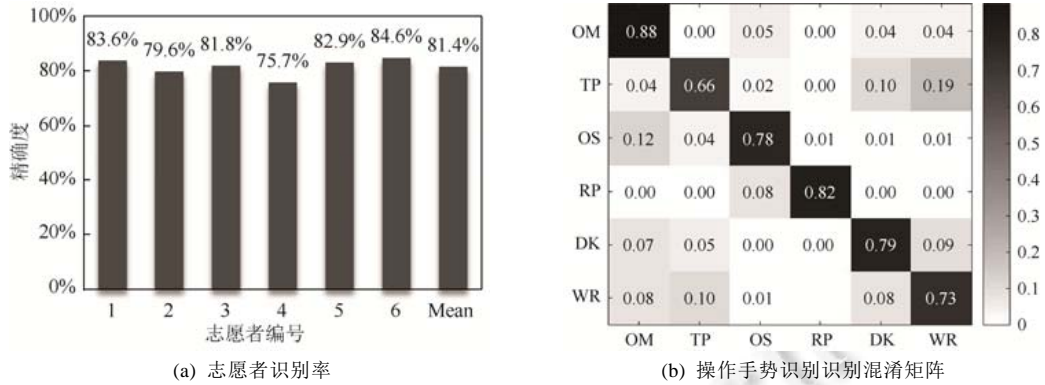 100%
80%
60%
40%
20%
0%
精确度
83.6%
79.6%
81.8%
75.7%
82.9%
84.6%
81.4%
1 2 3 4 5 6 Mean
志愿者编号
(a) 志愿者识别率
OM 0.88 0.00 0.05 0.00 0.04 0.04
TP 0.04 0.66 0.02 0.00 0.10 0.19
OS 0.12 0.04 0.78 0.01 0.01 0.01
RP 0.00 0.00 0.08 0.82 0.00 0.00
DK 0.07 0.05 0.00 0.00 0.79 0.09
WR 0.08 0.10 0.01 0.08 0.73
OM TP OS RP DK WR
0.8
0.7
0.6
0.5
0.4
0.3
0.2
0.1
0
(b) 操作手势识别识别混淆矩阵